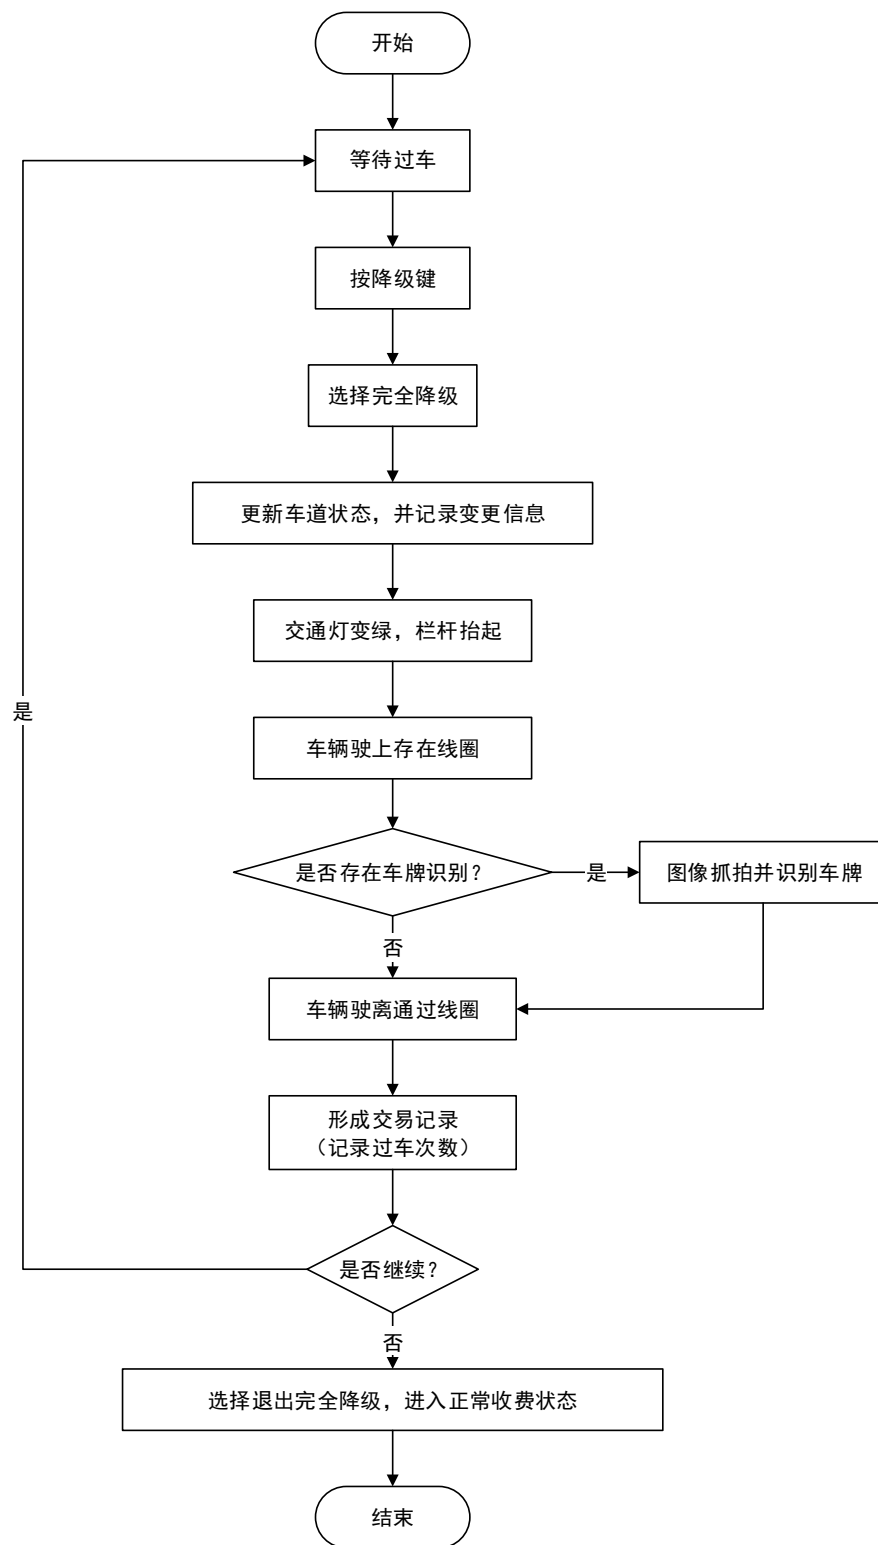 开始
等待过车
按降级键
选择完全降级
更新车道状态，并记录变更信息
交通灯变绿，栏杆抬起
车辆驶上存在线圈
是否存在车牌识别？
是
图像抓拍并识别车牌
否
车辆驶离通过线圈
形成交易记录
（记录过车次数）
是否继续？
是
否
选择退出完全降级，进入正常收费状态
结束